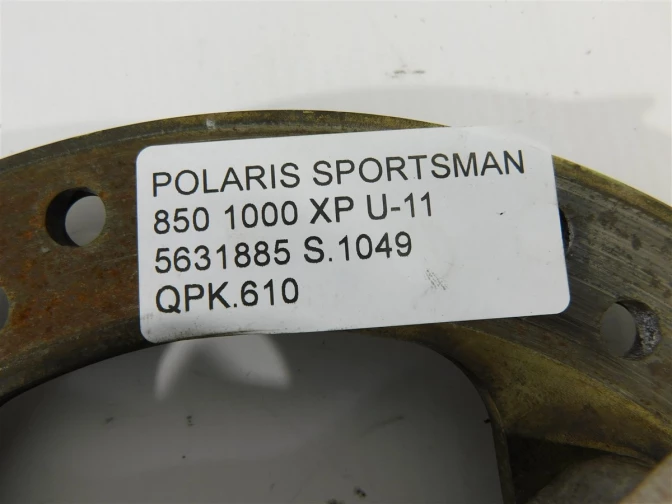 POLARIS SPORTSMAN
850 1000 XP U-11
5631885 S.1049
QPK.610